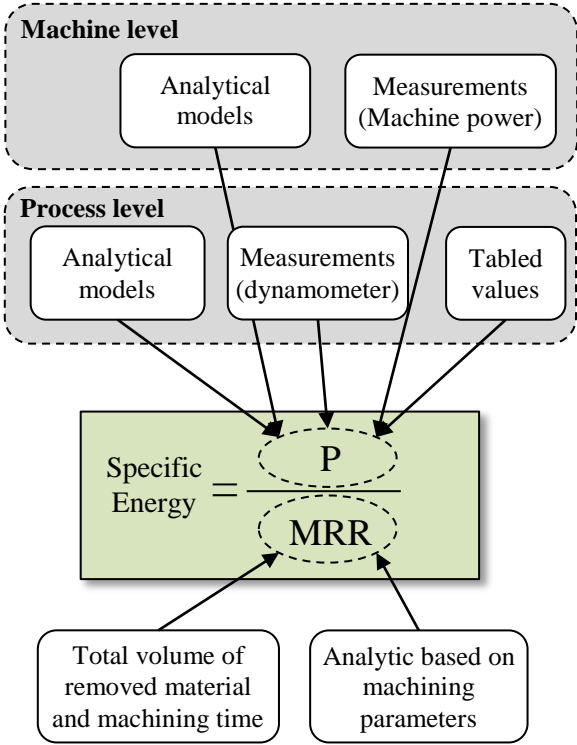 Machine level
Analytical
models
Measurements
(Machine power)
Process level
Analytical
models
Measurements
(dynamometer)
Tabled
values
Specific
Energy
=
P
MRR
Total volume of
removed material
and machining time
Analytic based on
machining
parameters